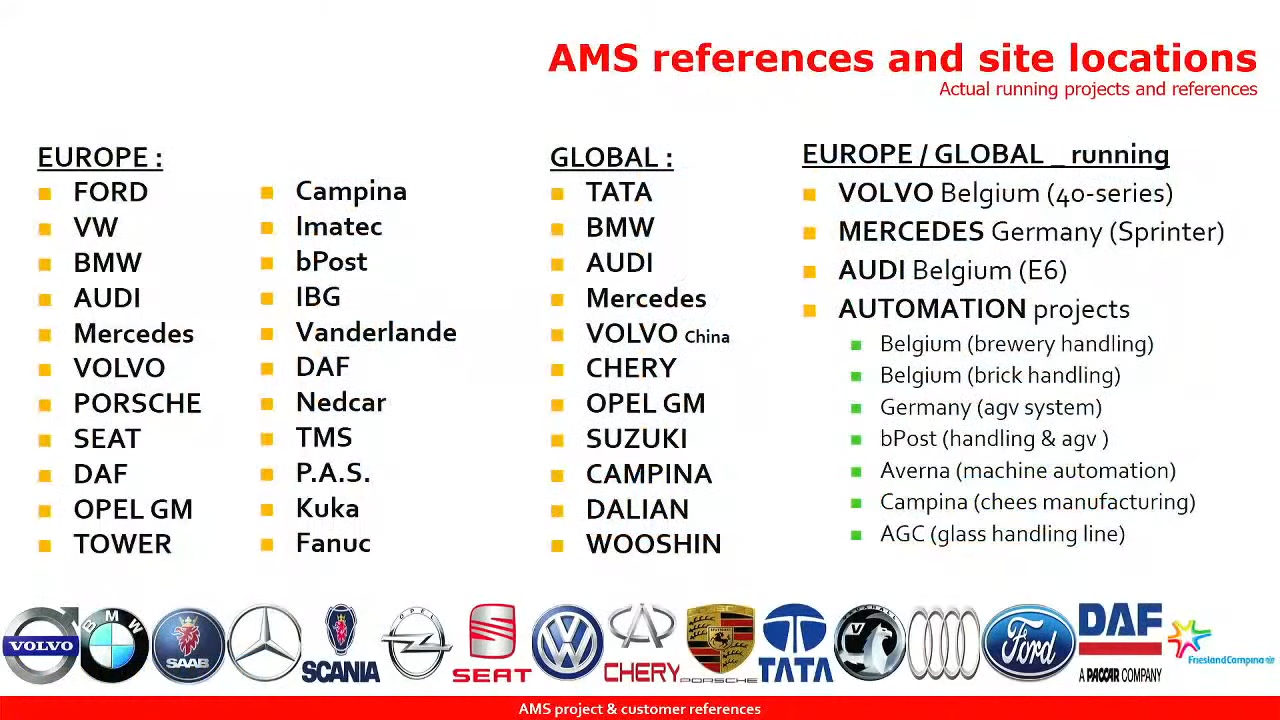 AMS references and site locations
Actual running projects and references
EUROPE :
FORD
VW
BMW
AUDI
Mercedes
VOLVO
PORSCHE
SEAT
DAF
OPEL GM
TOWER
Campina
Imatec
bPost
IBG
Vanderlande
DAF
Nedcar
TMS
P.A.S.
Kuka
Fanuc
GLOBAL :
TATA
BMW
AUDI
Mercedes
VOLVO China
CHERY
OPEL GM
SUZUKI
CAMPINA
DALIAN
WOOSHIN
EUROPE / GLOBAL _ running
VOLVO Belgium (40-series)
MERCEDES Germany (Sprinter)
AUDI Belgium (E6)
AUTOMATION projects
Belgium (brewery handling)
Belgium (brick handling)
Germany (agv system)
bPost (handling & agv )
Averna (machine automation)
Campina (chees manufacturing)
AGC (glass handling line)
VOLVO
BMW
SAAB
SCANIA
OPEL
SEAT
CHERY
PORSCHE
TATA
VAUXHALL
Ford
DAF
A PACCAR COMPANY
FrieslandCampina
AMS project & customer references